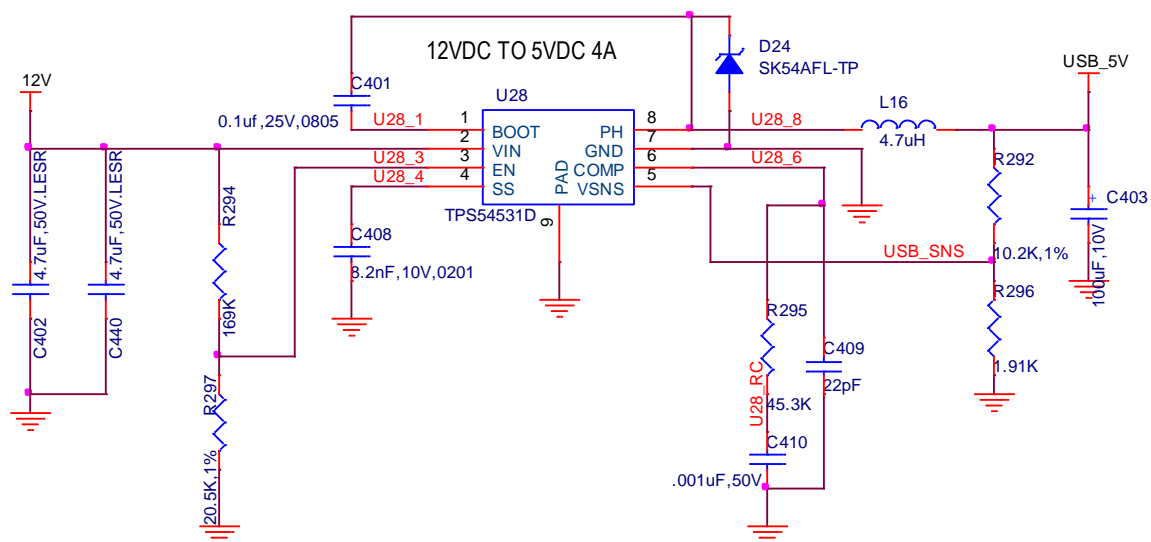 12VDC TO 5VDC 4A
D24
SK54AFL-TP
USB_5V
12V
C401
0.1uf,25V,0805
U28
L16
4.7uH
U28_1
1
BOOT
PH
8
U28_8
2
VIN
GND
7
U28_3
3
EN
COMP
6
U28_6
U28_4
4
SS
VSNS
5
PAD
9
TPS54531D
4.7uF,50V.LESR
C402
4.7uF,50V.LESR
C440
R294
169K
R297
20.5K,1%
C408
8.2nF,10V,0201
R292
10.2K,1%
USB_SNS
+
C403
100uF,10V
R296
1.91K
R295
45.3K
U28_RC
C409
22pF
C410
.001uF,50V